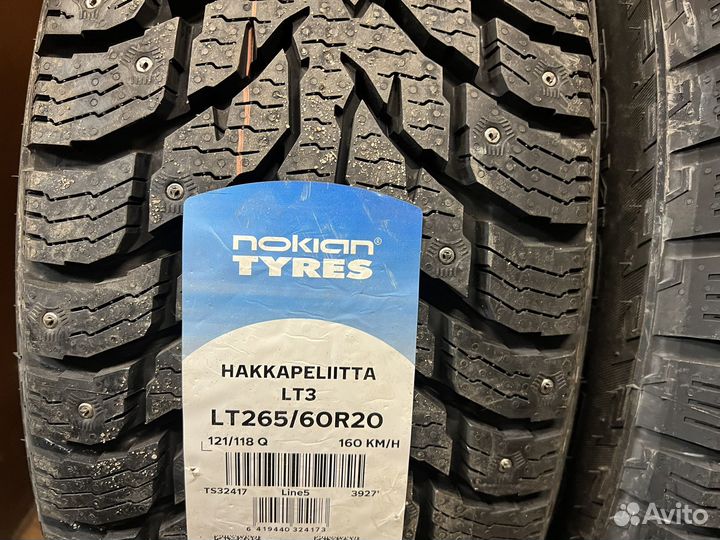 nokian®
TYRES
HAKKAPELIITTA
LT3
LT265/60R20
121/118 Q 160 KM/H
TS32417 Line5 3927
6 419440 324173
Avito